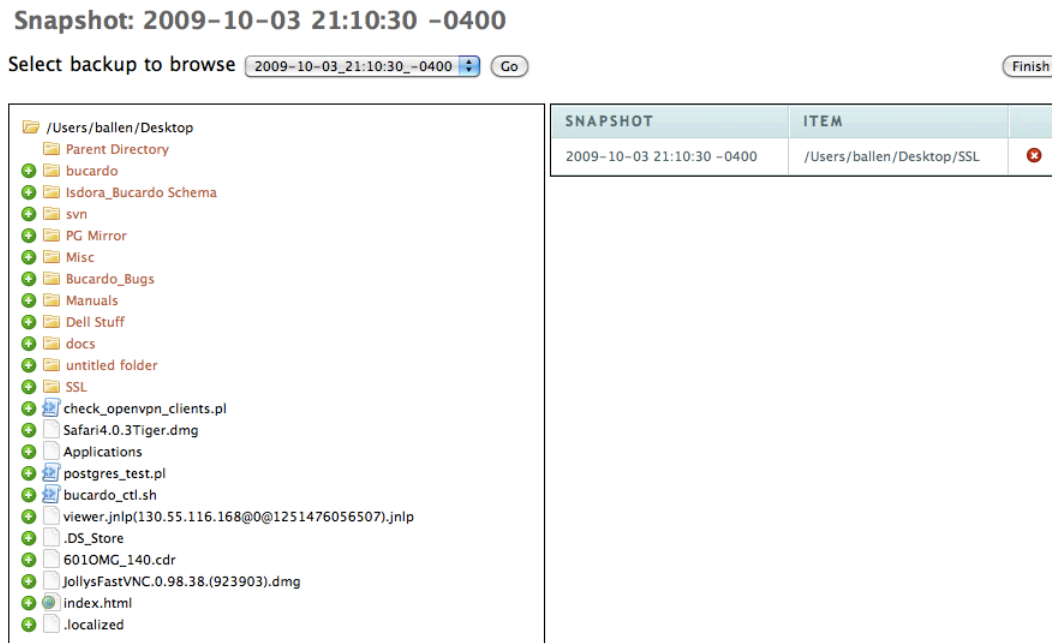 Snapshot: 2009-10-03 21:10:30 -0400
Select backup to browse 2009-10-03_21:10:30_-0400 Go Finish
/Users/ballen/Desktop
Parent Directory
bucardo
Isdora_Bucardo Schema
svn
PG Mirror
Misc
Bucardo_Bugs
Manuals
Dell Stuff
docs
untitled folder
SSL
check_openvpn_clients.pl
Safari4.0.3Tiger.dmg
Applications
postgres_test.pl
bucardo_ctl.sh
viewer.jnlp(130.55.116.168@0@1251476056507).jnlp
.DS_Store
601OMG_140.cdr
JollysFastVNC.0.98.38.(923903).dmg
index.html
.localized
SNAPSHOT ITEM
2009-10-03 21:10:30 -0400 /Users/ballen/Desktop/SSL